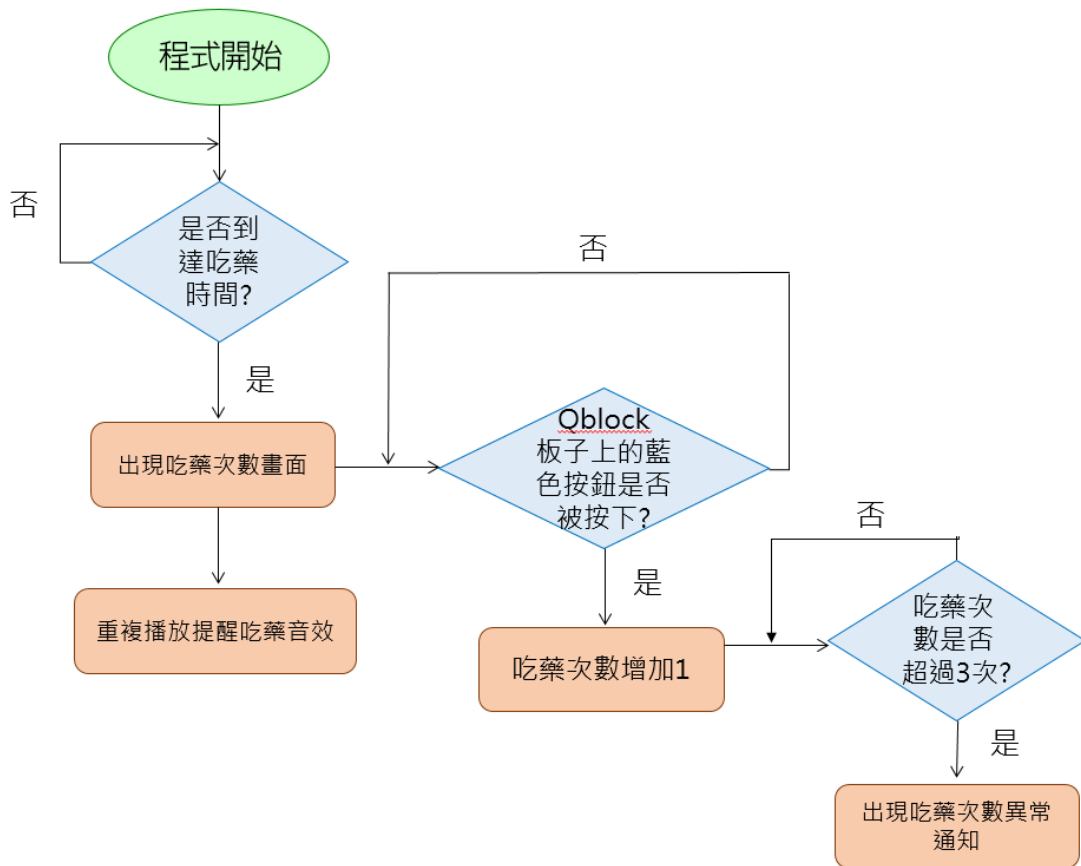 程式開始
否
是否到
達吃藥
時間?
是
出現吃藥次數畫面
重複播放提醒吃藥音效
否
Qblock
板子上的藍
色按鈕是否
被按下?
是
吃藥次數增加1
否
吃藥次
數是否
超過3次?
是
出現吃藥次數異常
通知